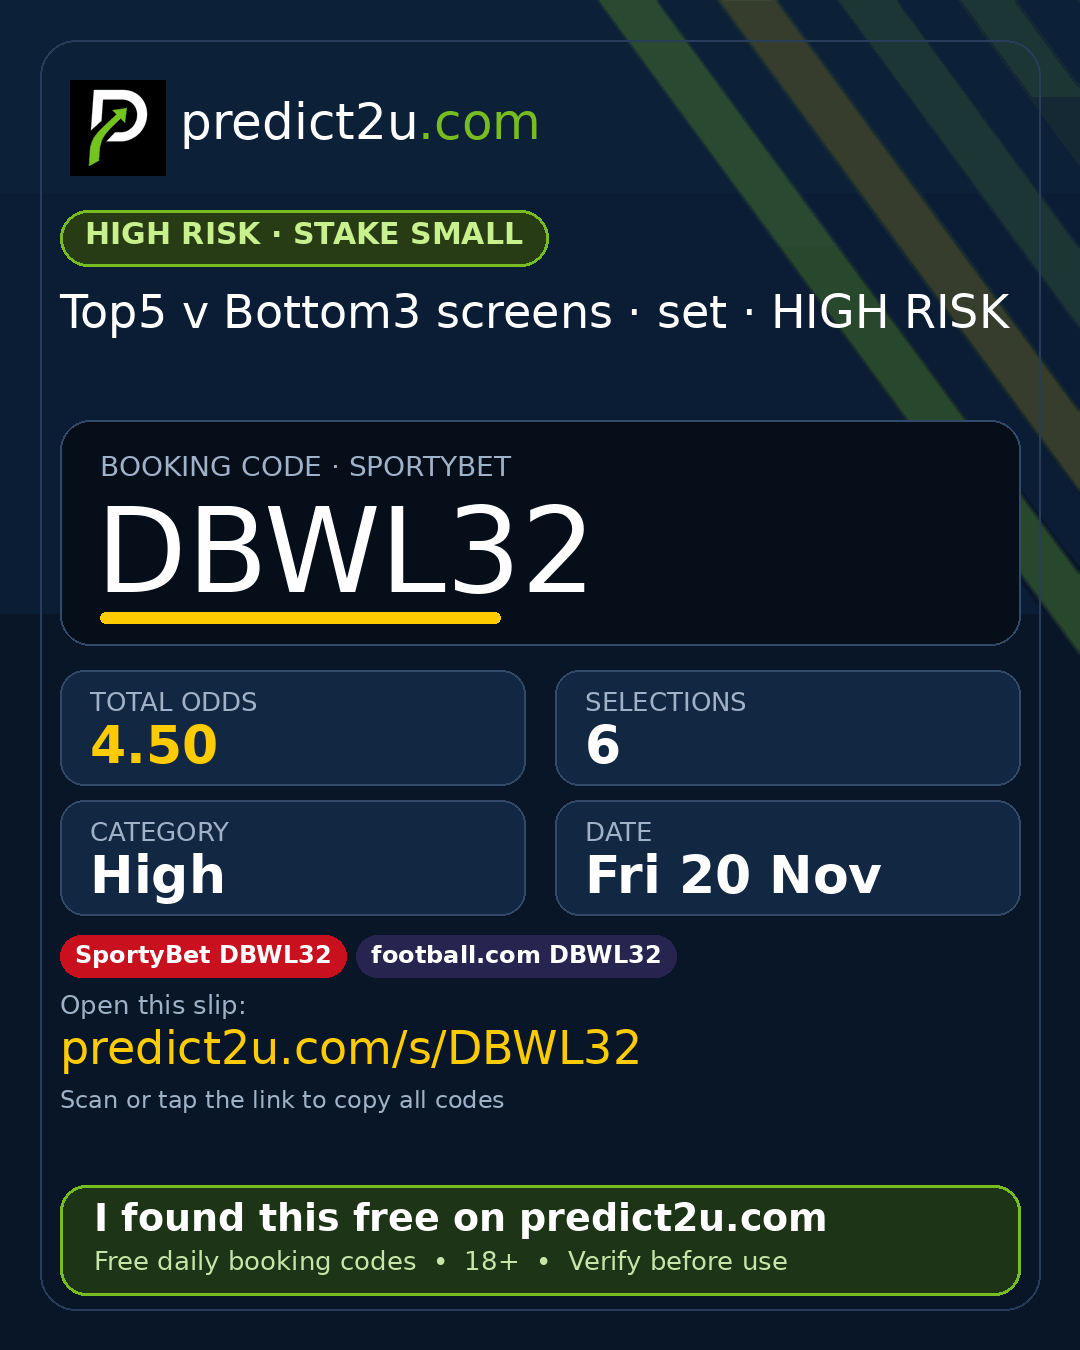 predict2u.com
HIGH RISK · STAKE SMALL
Top5 v Bottom3 screens · set · HIGH RISK
BOOKING CODE · SPORTYBET
DBWL32
TOTAL ODDS
4.50
SELECTIONS
6
CATEGORY
High
DATE
Fri 20 Nov
SportyBet DBWL32
football.com DBWL32
Open this slip:
predict2u.com/s/DBWL32
Scan or tap the link to copy all codes
I found this free on predict2u.com
Free daily booking codes • 18+ • Verify before use